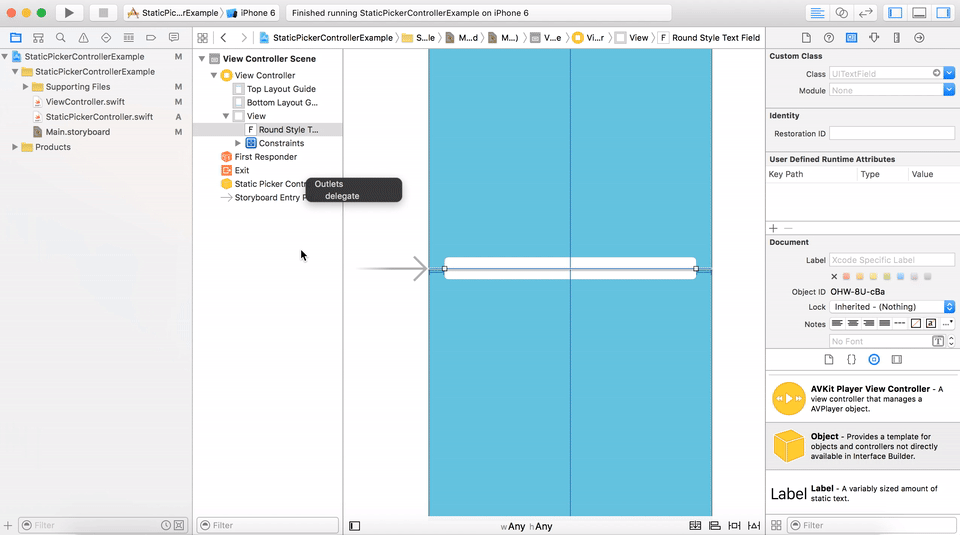 StaticPic...rExample
iPhone 6
Finished running StaticPickerControllerExample on iPhone 6
StaticPickerControllerExample
S...le
M...d
M...)
V...e
Vi...r
View
F
Round Style Text Field
StaticPickerControllerExample M
StaticPickerControllerExample
Supporting Files M
ViewController.swift M
StaticPickerController.swift A
Main.storyboard M
Products
Filter
View Controller Scene
View Controller
Top Layout Guide
Bottom Layout G...
View
F Round Style T...
Constraints
First Responder
Exit
Static Picker Contr
Storyboard Entry P
Outlets
delegate
Filter
wAny hAny
Custom Class
Class UITextField
Module None
Identity
Restoration ID
User Defined Runtime Attributes
Key Path Type Value
Document
Label Xcode Specific Label
Object ID OHW-8U-cBa
Lock Inherited - (Nothing)
Notes
No Font
AVKit Player View Controller - A
view controller that manages a
AVPlayer object.
Object - Provides a template for
objects and controllers not directly
available in Interface Builder.
Label
Label - A variably sized amount of
static text.
Filter